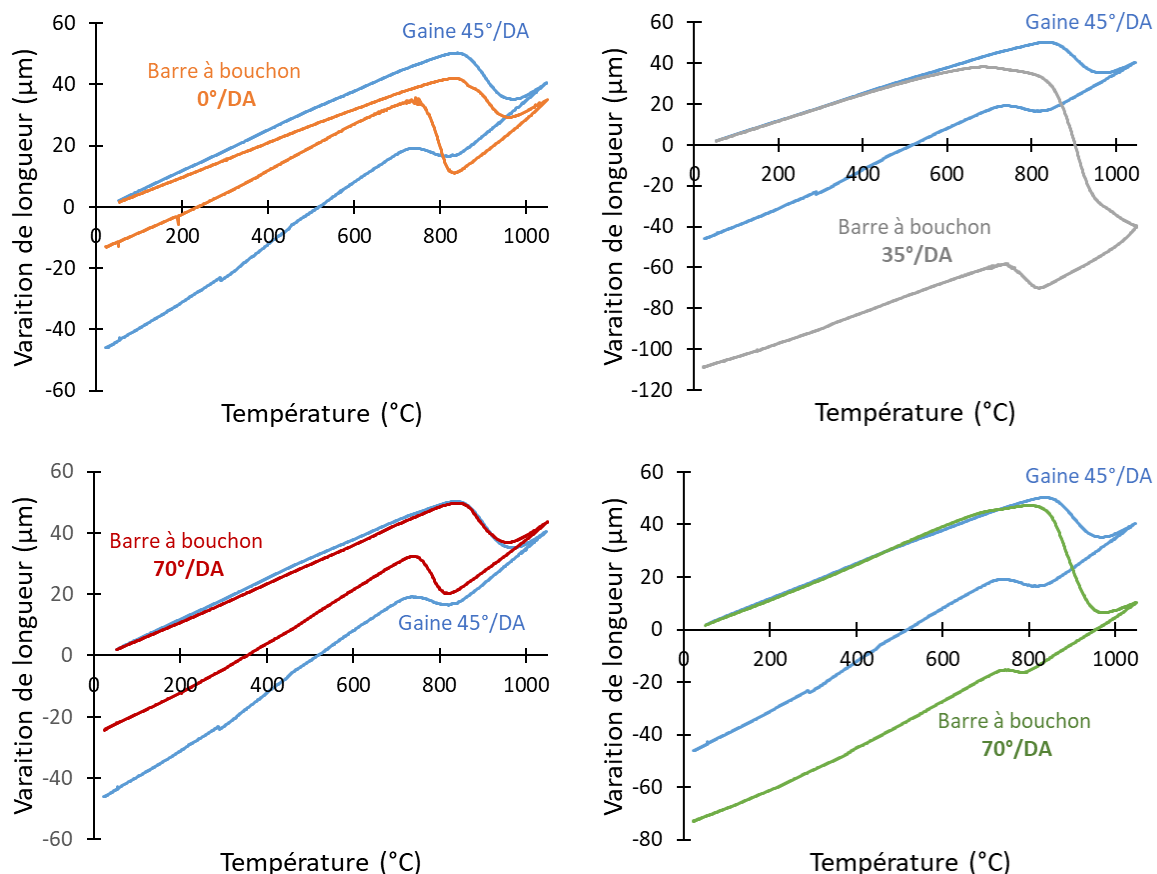 60
40
20
0
-20
-40
-60
0 200 400 600 800 1000
Varaition de longueur (µm)
Température (°C)
Gaine 45°/DA
Barre à bouchon
0°/DA
60
40
20
0
-20
-40
-60
-80
-100
-120
0 200 400 600 800 1000
Varaition de longueur (µm)
Température (°C)
Gaine 45°/DA
Barre à bouchon
35°/DA
60
40
20
0
-20
-40
-60
0 200 400 600 800 1000
Varaition de longueur (µm)
Température (°C)
Barre à bouchon
70°/DA
Gaine 45°/DA
60
40
20
0
-20
-40
-60
-80
0 200 400 600 800 1000
Varaition de longueur (µm)
Température (°C)
Gaine 45°/DA
Barre à bouchon
70°/DA